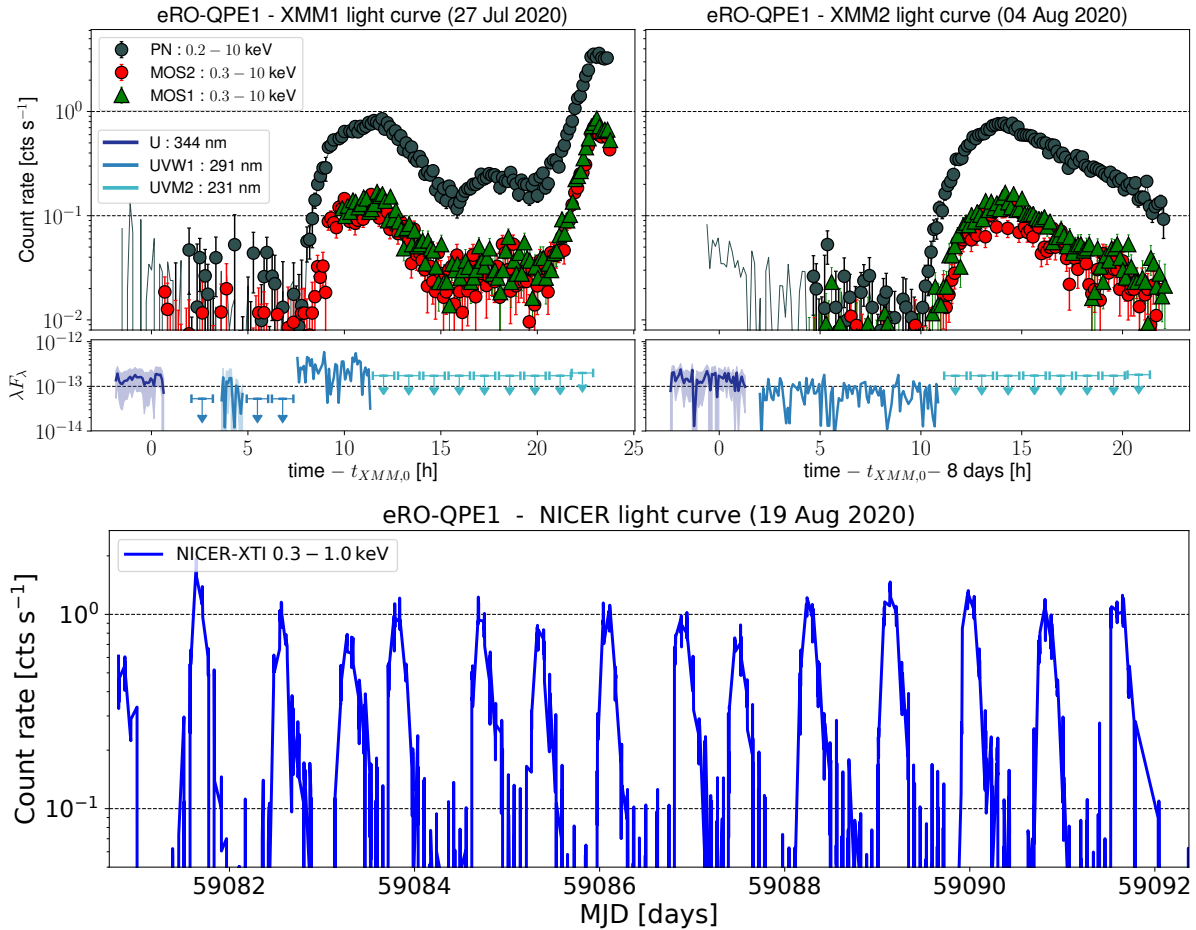 eRO-QPE1 - XMM1 light curve (27 Jul 2020)
eRO-QPE1 - XMM2 light curve (04 Aug 2020)
PN : 0.2 − 10 keV
MOS2 : 0.3 − 10 keV
MOS1 : 0.3 − 10 keV
U : 344 nm
UVW1 : 291 nm
UVM2 : 231 nm
Count rate [cts s⁻¹]
10⁰
10⁻¹
10⁻²
λF_λ
10⁻¹²
10⁻¹³
10⁻¹⁴
0 5 10 15 20 25
time − t_{XMM,0} [h]
0 5 10 15 20
time − t_{XMM,0}− 8 days [h]
eRO-QPE1 - NICER light curve (19 Aug 2020)
NICER-XTI 0.3 − 1.0 keV
Count rate [cts s⁻¹]
10⁰
10⁻¹
59082 59084 59086 59088 59090 59092
MJD [days]